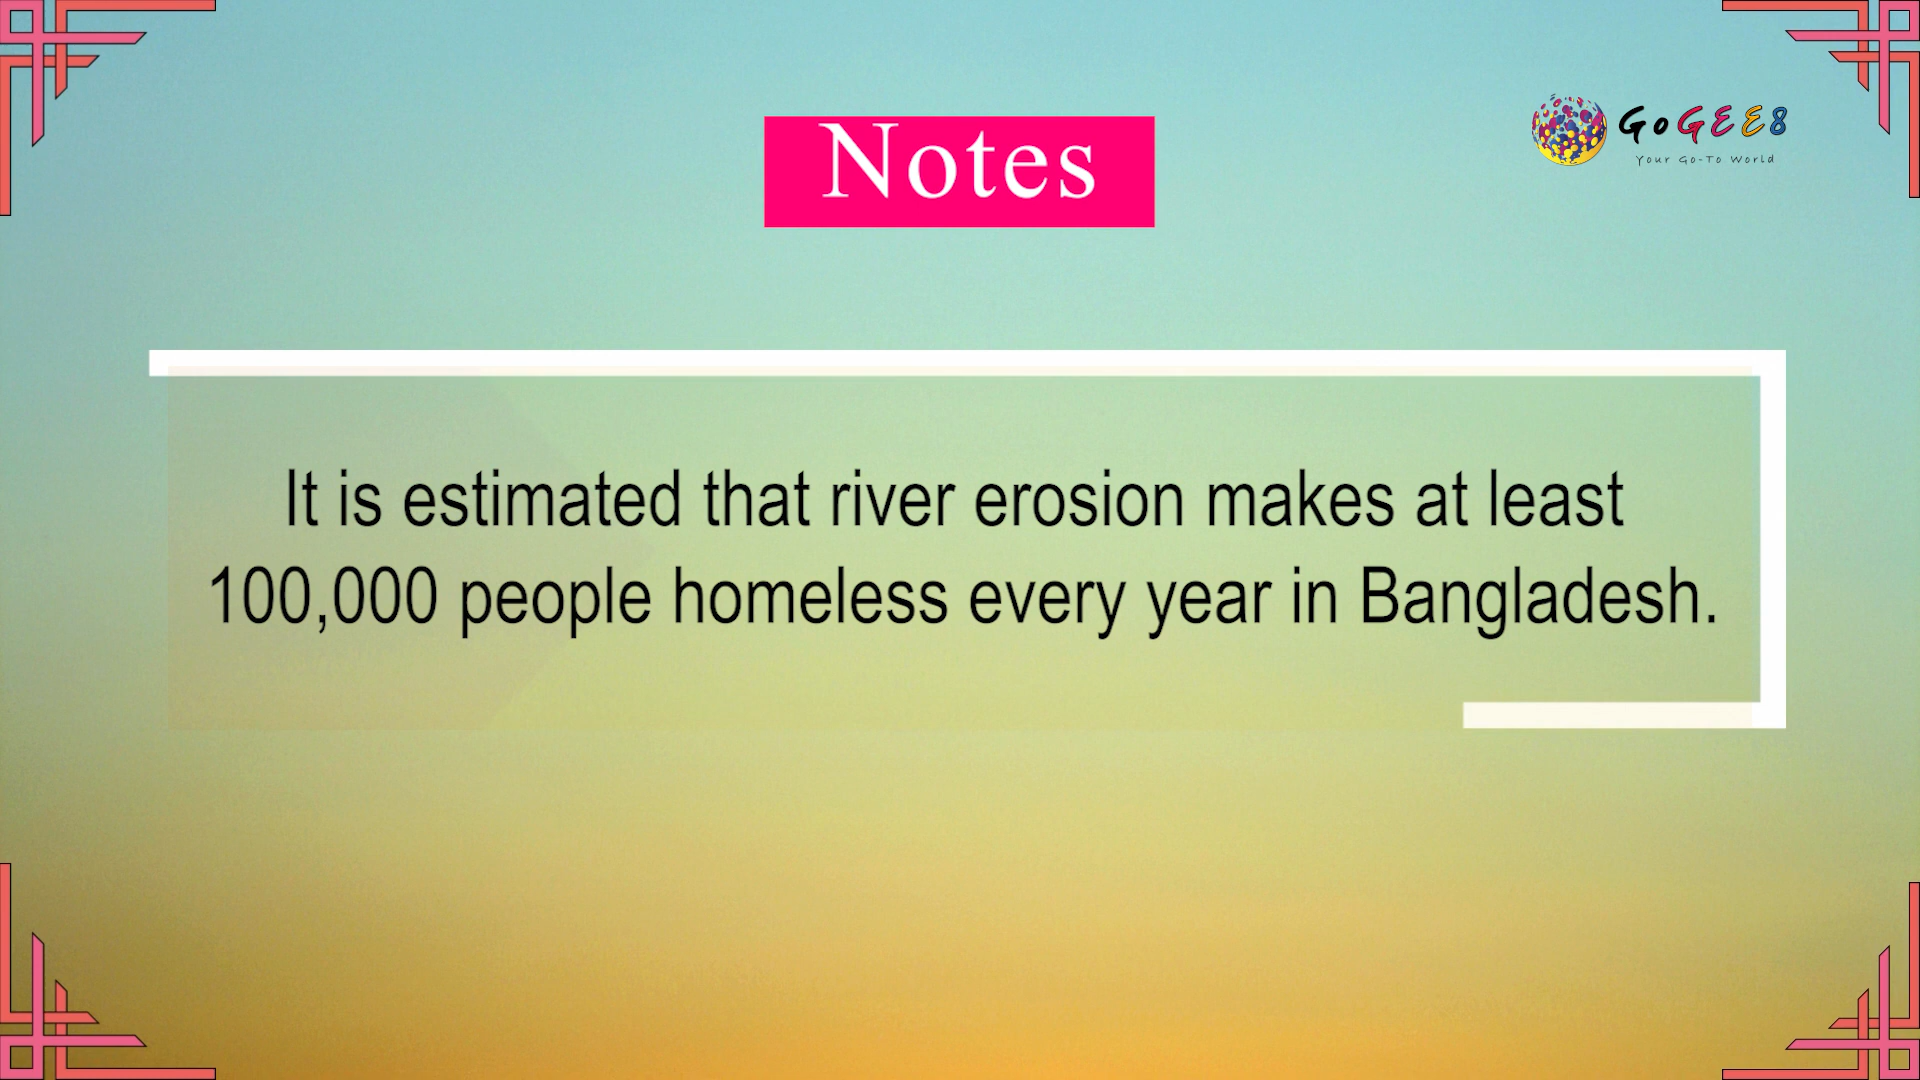 Notes
GoGEE8
Your Go-To World
It is estimated that river erosion makes at least
100,000 people homeless every year in Bangladesh.